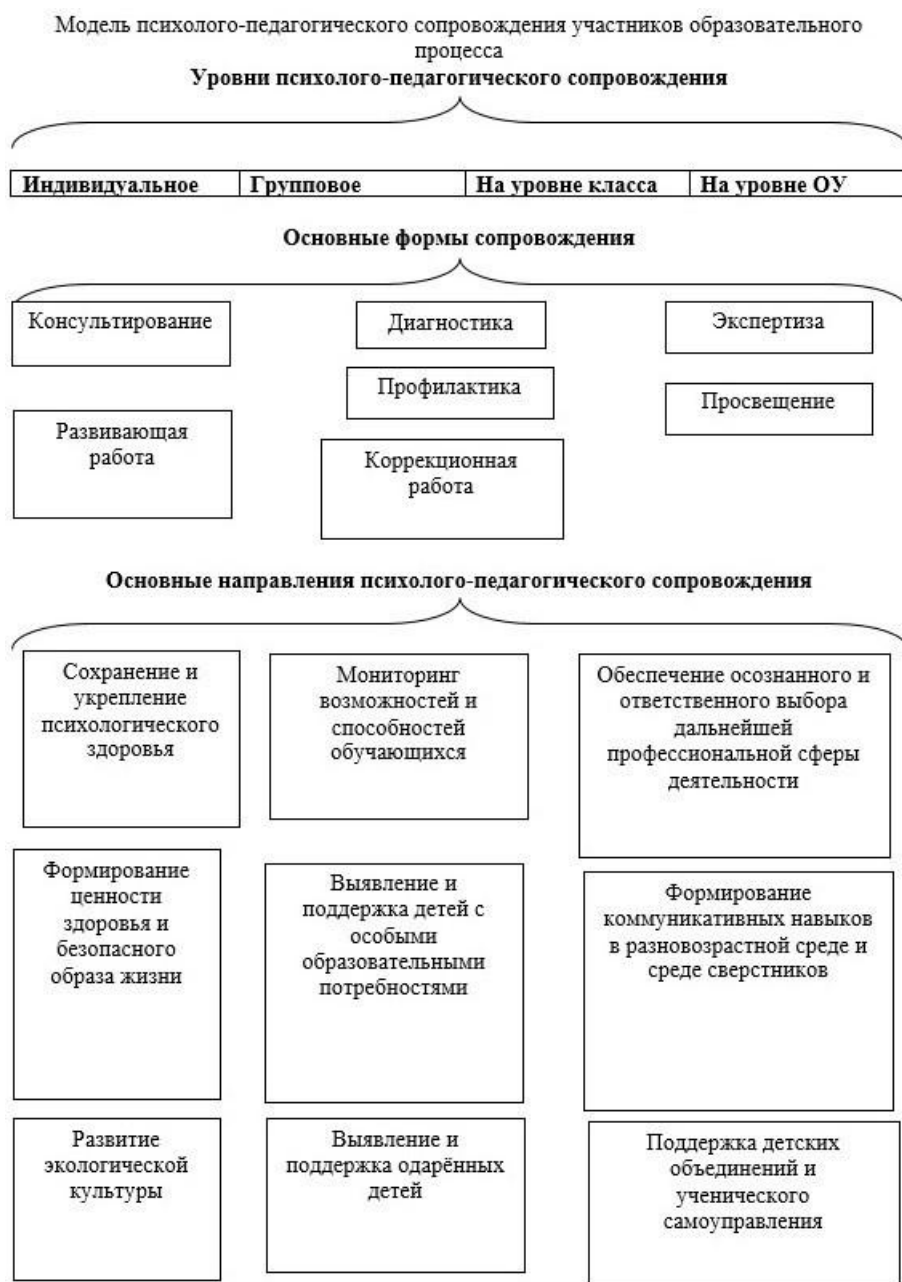 Модель психолого-педагогического сопровождения участников образовательного
процесса
Уровни психолого-педагогического сопровождения
Индивидуальное Групповое На уровне класса На уровне ОУ
Основные формы сопровождения
Консультирование
Диагностика
Экспертиза
Профилактика
Просвещение
Развивающая
работа
Коррекционная
работа
Основные направления психолого-педагогического сопровождения
Сохранение и
укрепление
психологического
здоровья
Мониторинг
возможностей и
способностей
обучающихся
Обеспечение осознанного и
ответственного выбора
дальнейшей
профессиональной сферы
деятельности
Формирование
ценности
здоровья и
безопасного
образа жизни
Выявление и
поддержка детей с
особыми
образовательными
потребностями
Формирование
коммуникативных навыков
в разновозрастной среде и
среде сверстников
Развитие
экологической
культуры
Выявление и
поддержка одарённых
детей
Поддержка детских
объединений и
ученического
самоуправления